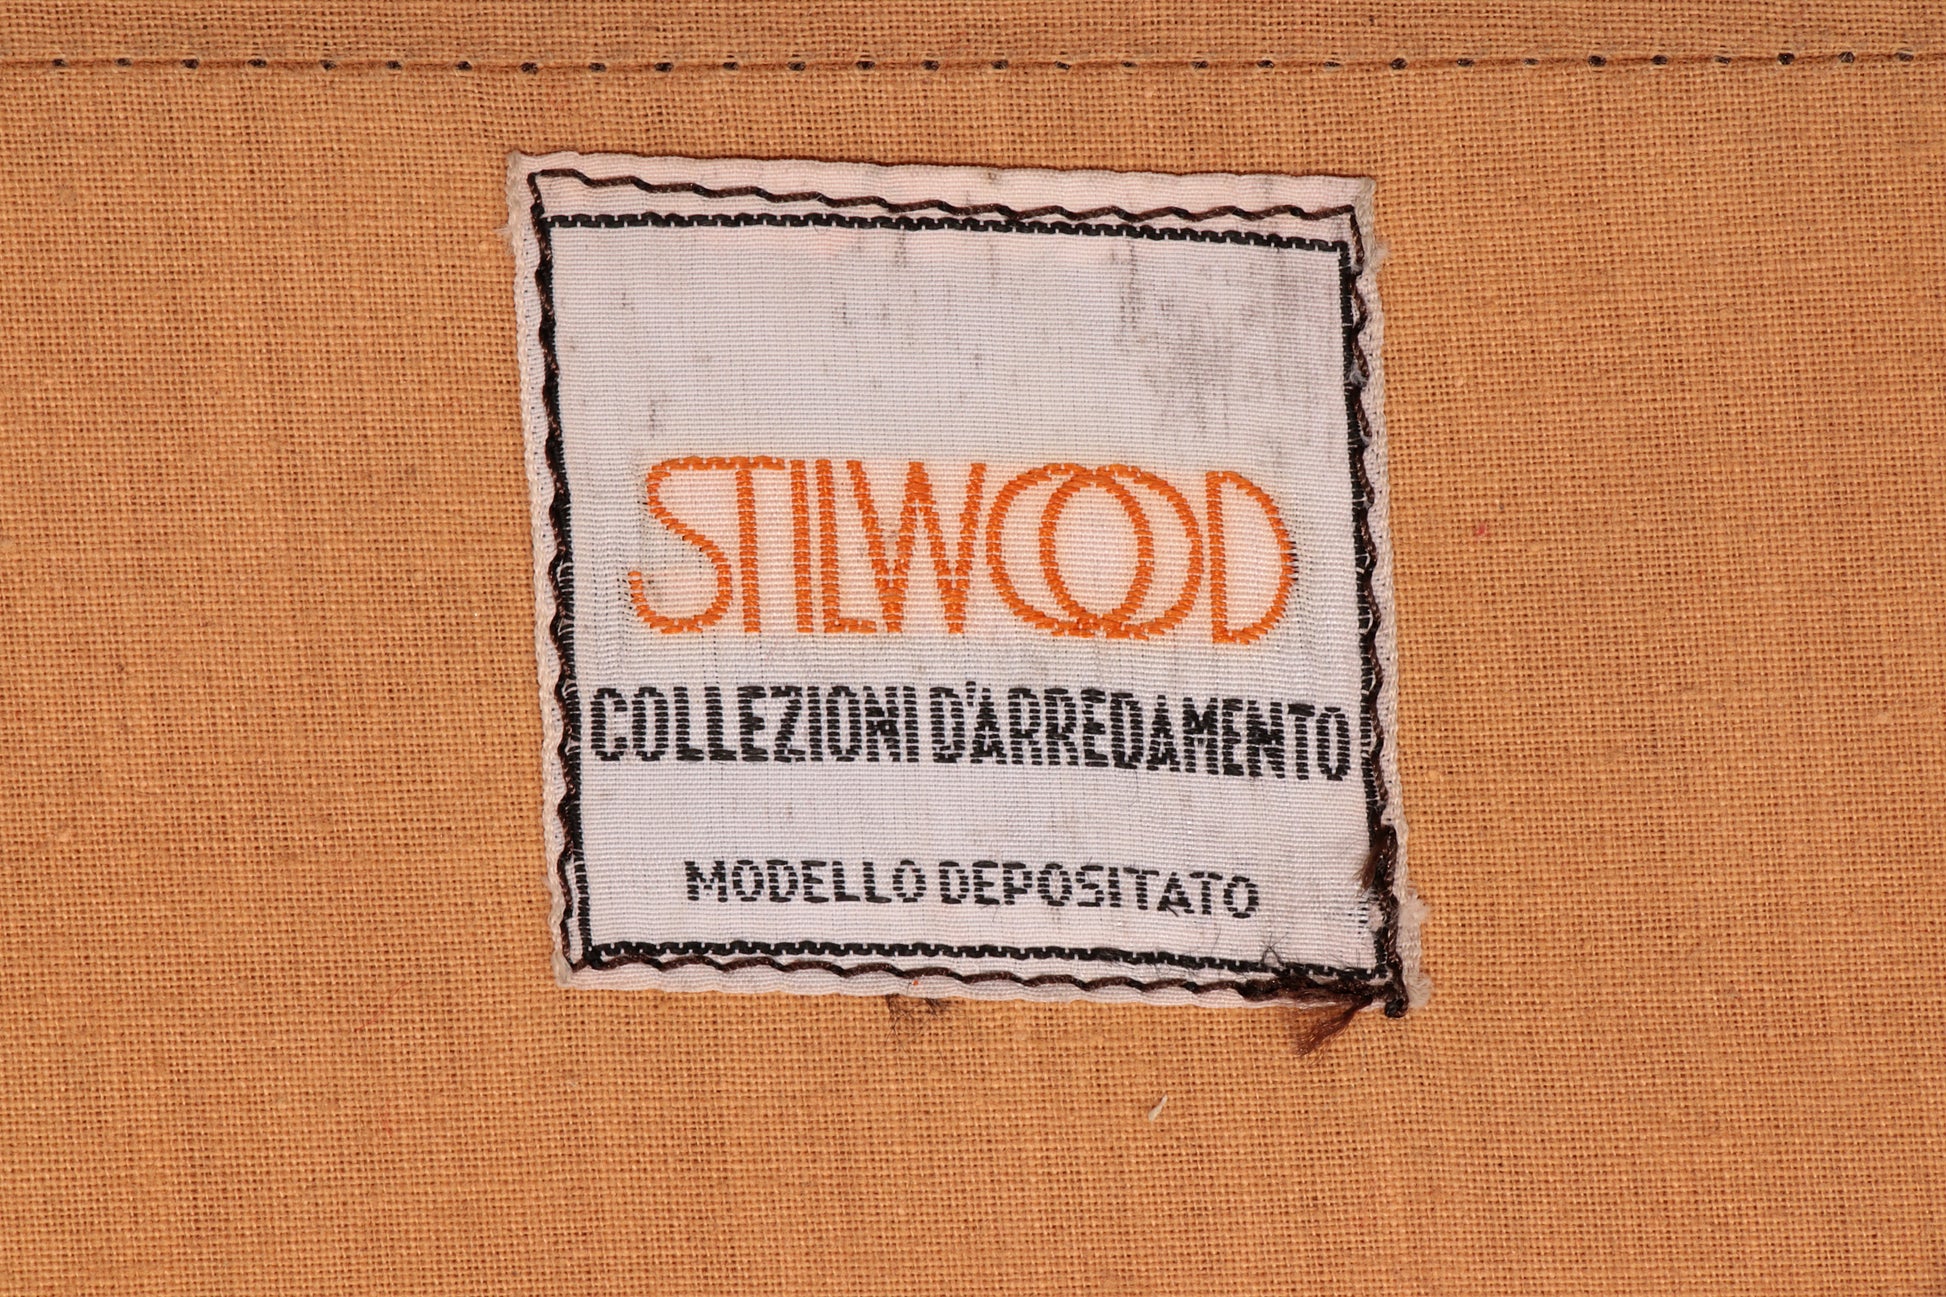 STILWOOD
COLLEZIONI D'ARREDAMENTO
MODELLO DEPOSITATO